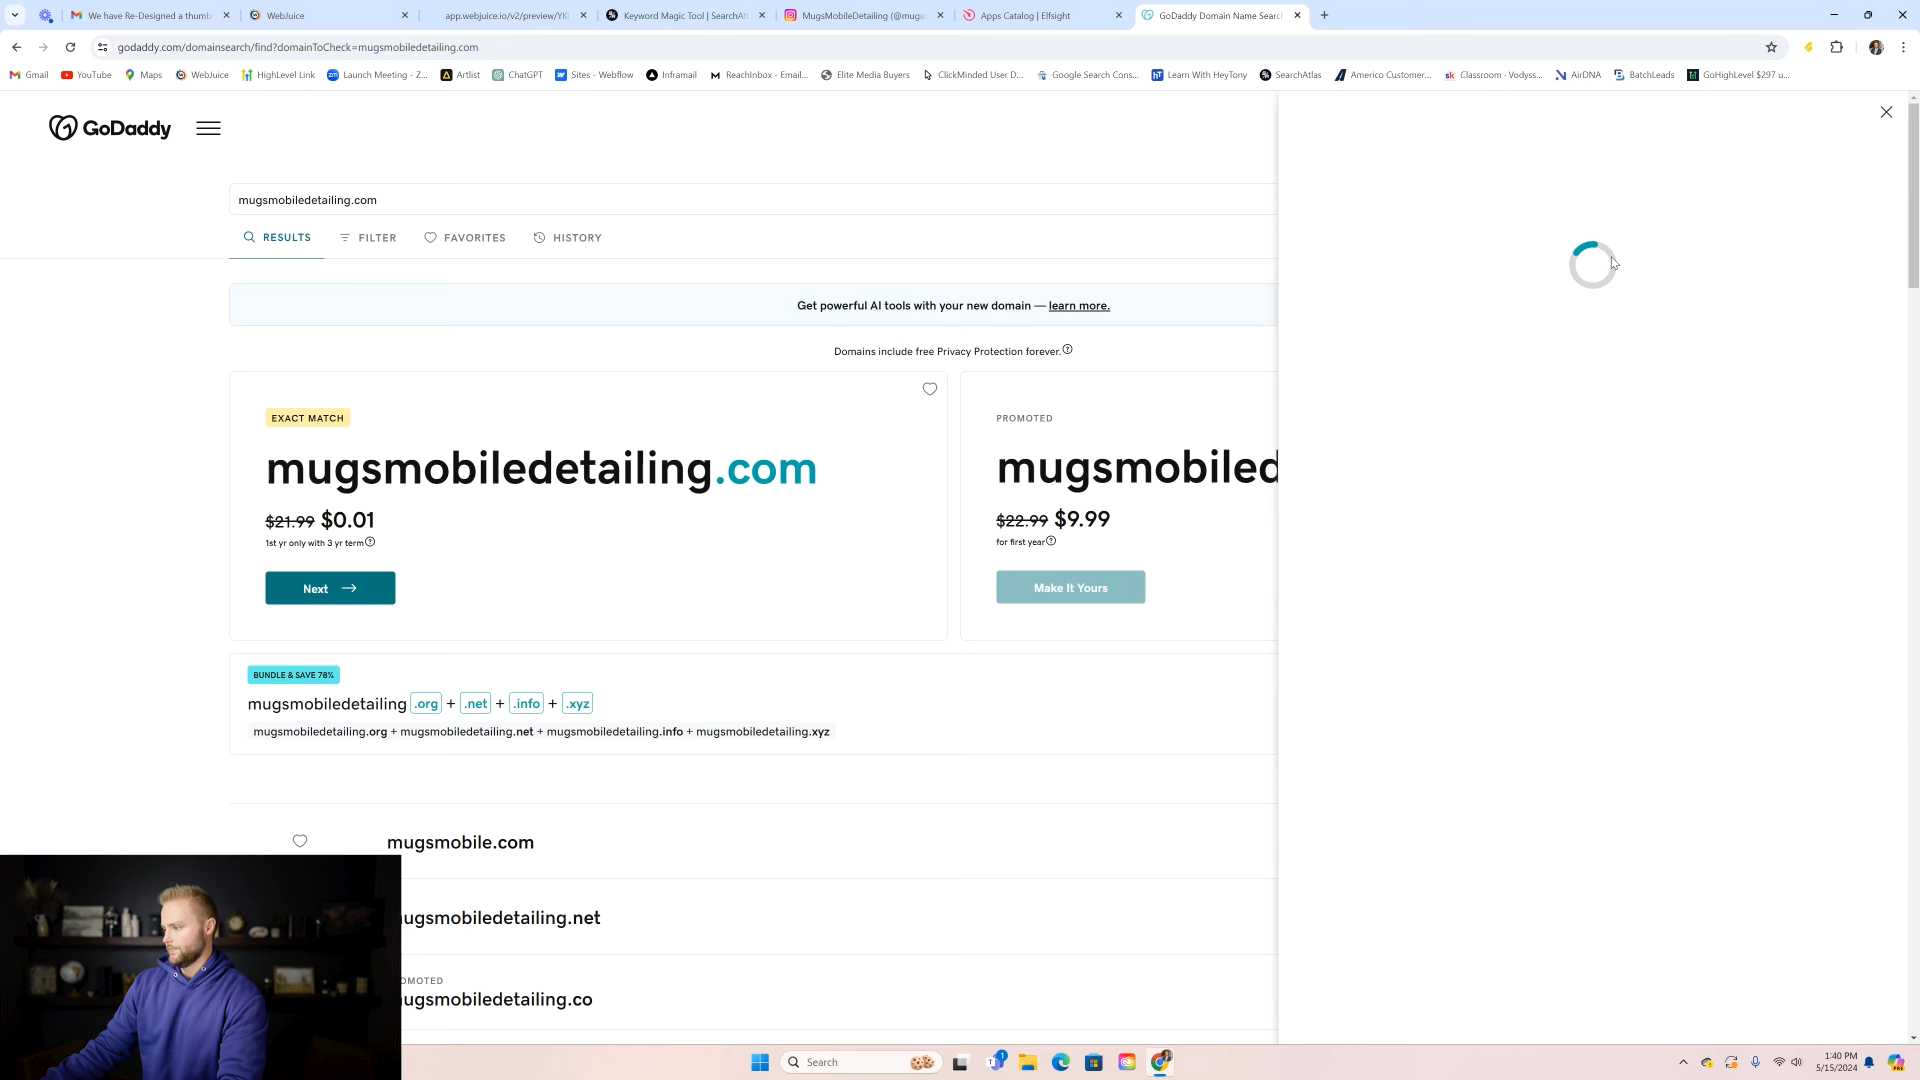 We have Re-Designed a thumb
WebJuice
app.webjuice.io/v2/preview/YK
Keyword Magic Tool | SearchAtl
MugsMobileDetailing (@mugs
Apps Catalog | Elfsight
GoDaddy Domain Name Searc
godaddy.com/domainsearch/find?domainToCheck=mugsmobiledetailing.com
Gmail
YouTube
Maps
WebJuice
HighLevel Link
Launch Meeting - Z...
Artlist
ChatGPT
Sites - Webflow
Inframail
ReachInbox - Email...
Elite Media Buyers
ClickMinded User D...
Google Search Cons...
Learn With HeyTony
SearchAtlas
Americo Customer...
Classroom · Vodyss...
AirDNA
BatchLeads
GoHighLevel $297 u...
GoDaddy
mugsmobiledetailing.com
RESULTS
FILTER
FAVORITES
HISTORY
Get powerful AI tools with your new domain — learn more.
Domains include free Privacy Protection forever.
EXACT MATCH
mugsmobiledetailing.com
$21.99 $0.01
1st yr only with 3 yr term
Next
PROMOTED
mugsmobiled
$22.99 $9.99
for first year
Make It Yours
BUNDLE & SAVE 78%
mugsmobiledetailing .org + .net + .info + .xyz
mugsmobiledetailing.org + mugsmobiledetailing.net + mugsmobiledetailing.info + mugsmobiledetailing.xyz
mugsmobile.com
ugsmobiledetailing.net
OMOTED
ugsmobiledetailing.co
Search
1
1:40 PM
5/15/2024